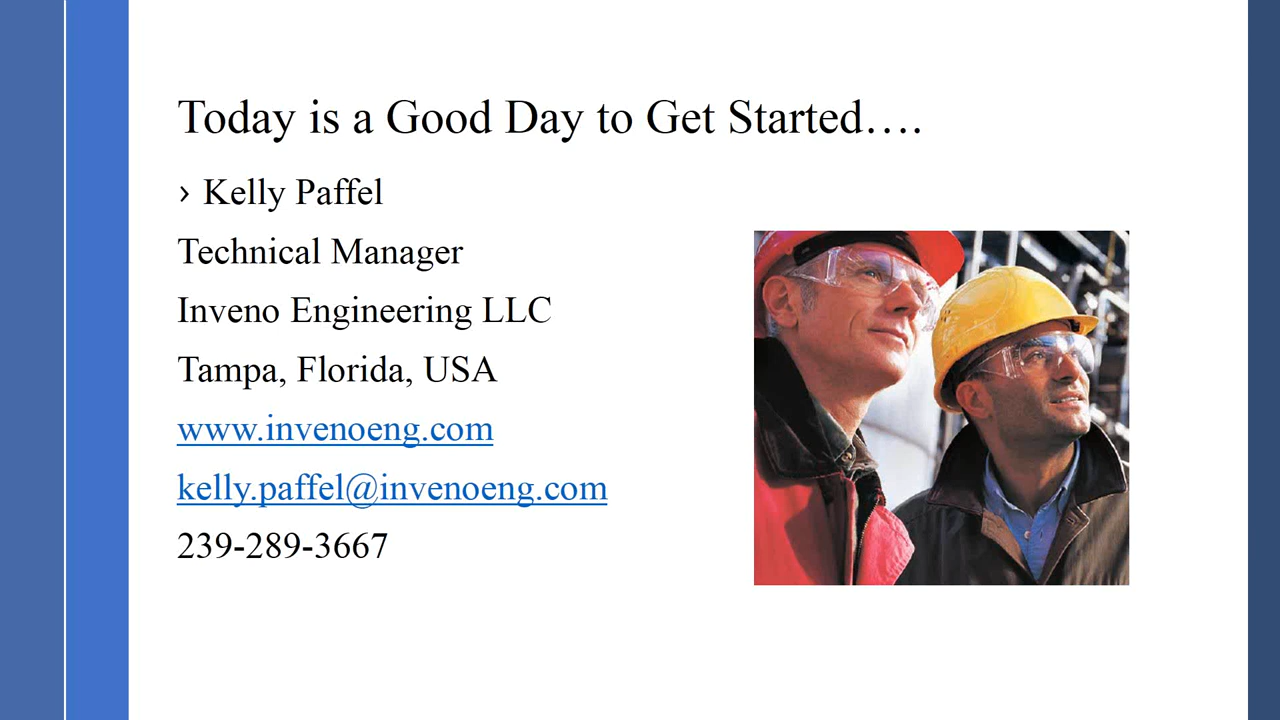 Today is a Good Day to Get Started….
› Kelly Paffel
Technical Manager
Inveno Engineering LLC
Tampa, Florida, USA
www.invenoeng.com
kelly.paffel@invenoeng.com
239-289-3667